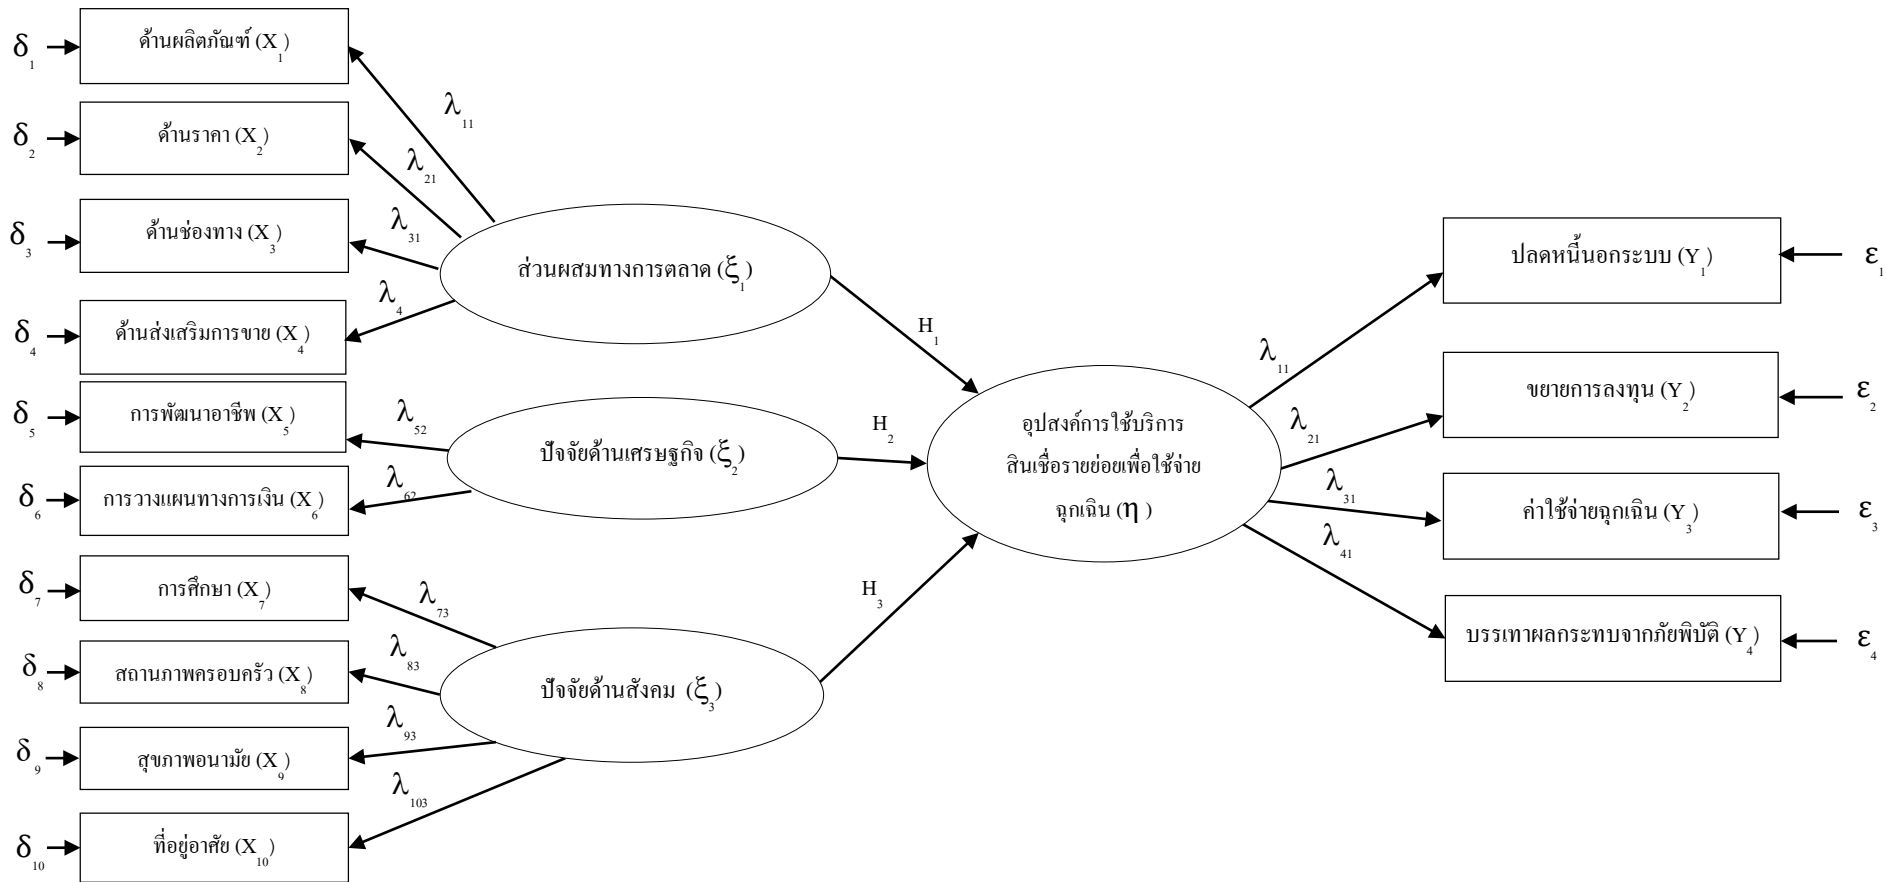 δ1
ด้านผลิตภัณฑ์ (X1)
λ11
δ2
ด้านราคา (X2)
λ21
δ3
ด้านช่องทาง (X3)
λ31
δ4
ด้านส่งเสริมการขาย (X4)
λ4
ส่วนผสมทางการตลาด (ξ1)
H1
δ5
การพัฒนาอาชีพ (X5)
λ52
δ6
การวางแผนทางการเงิน (X6)
λ62
ปัจจัยด้านเศรษฐกิจ (ξ2)
H2
δ7
การศึกษา (X7)
λ73
δ8
สถานภาพครอบครัว (X8)
λ83
δ9
สุขภาพอนามัย (X9)
λ93
δ10
ที่อยู่อาศัย (X10)
λ103
ปัจจัยด้านสังคม (ξ3)
H3
อุปสงค์การใช้บริการ
สินเชื่อรายย่อยเพื่อใช้จ่าย
ฉุกเฉิน (η)
λ11
ปลดหนี้นอกระบบ (Y1)
ε1
λ21
ขยายการลงทุน (Y2)
ε2
λ31
ค่าใช้จ่ายฉุกเฉิน (Y3)
ε3
λ41
บรรเทาผลกระทบจากภัยพิบัติ (Y4)
ε4